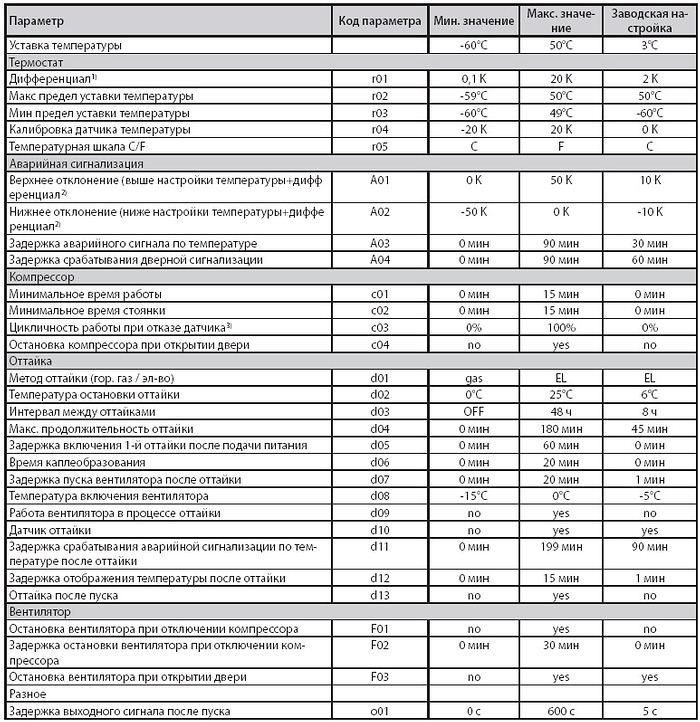 Параметр Код параметра Мин. значение Макс. значе- Заводская на-
ние стройка
Уставка температуры -60°C 50°C 3°C
Термостат
Дифференциал1) r01 0,1 K 20 K 2 K
Макс предел уставки температуры r02 -59°C 50°C 50°C
Мин предел уставки температуры r03 -60°C 49°C -60°C
Калибровка датчика температуры r04 -20 K 20 K 0 K
Температурная шкала C/F r05 C F C
Аварийная сигнализация
Верхнее отклонение (выше настройки температуры+дифф A01 0 K 50 K 10 K
еренциал2)
Нижнее отклонение (ниже настройки температуры+диффе A02 -50 K 0 K -10 K
ренциал2)
Задержка аварийного сигнала по температуре A03 0 мин 90 мин 30 мин
Задержка срабатывания дверной сигнализации A04 0 мин 90 мин 60 мин
Компрессор
Минимальное время работы c01 0 мин 15 мин 0 мин
Минимальное время стоянки c02 0 мин 15 мин 0 мин
Цикличность работы при отказе датчика3) c03 0% 100% 0%
Остановка компрессора при открытии двери c04 no yes no
Оттайка
Метод оттайки (гор. газ / эл-во) d01 gas EL EL
Температура остановки оттайки d02 0°C 25°C 6°C
Интервал между оттайками d03 OFF 48 ч 8 ч
Макс. продолжительность оттайки d04 0 мин 180 мин 45 мин
Задержка включения 1-й оттайки после подачи питания d05 0 мин 60 мин 0 мин
Время каплеобразования d06 0 мин 20 мин 0 мин
Задержка пуска вентилятора после оттайки d07 0 мин 20 мин 1 мин
Температура включения вентилятора d08 -15°C 0°C -5°C
Работа вентилятора в процессе оттайки d09 no yes yes
Датчик оттайки d10 no yes yes
Задержка срабатывания аварийной сигнализации по тем- d11 0 мин 199 мин 90 мин
пературе после оттайки
Задержка отображения температуры после оттайки d12 0 мин 15 мин 1 мин
Оттайка после пуска d13 no yes no
Вентилятор
Остановка вентилятора при отключении компрессора F01 no yes no
Задержка остановки вентилятора при отключении ком- F02 0 мин 30 мин 0 мин
прессора
Остановка вентилятора при открытии двери F03 no yes yes
Разное
Задержка выходного сигнала после пуска o01 0 с 600 с 5 с